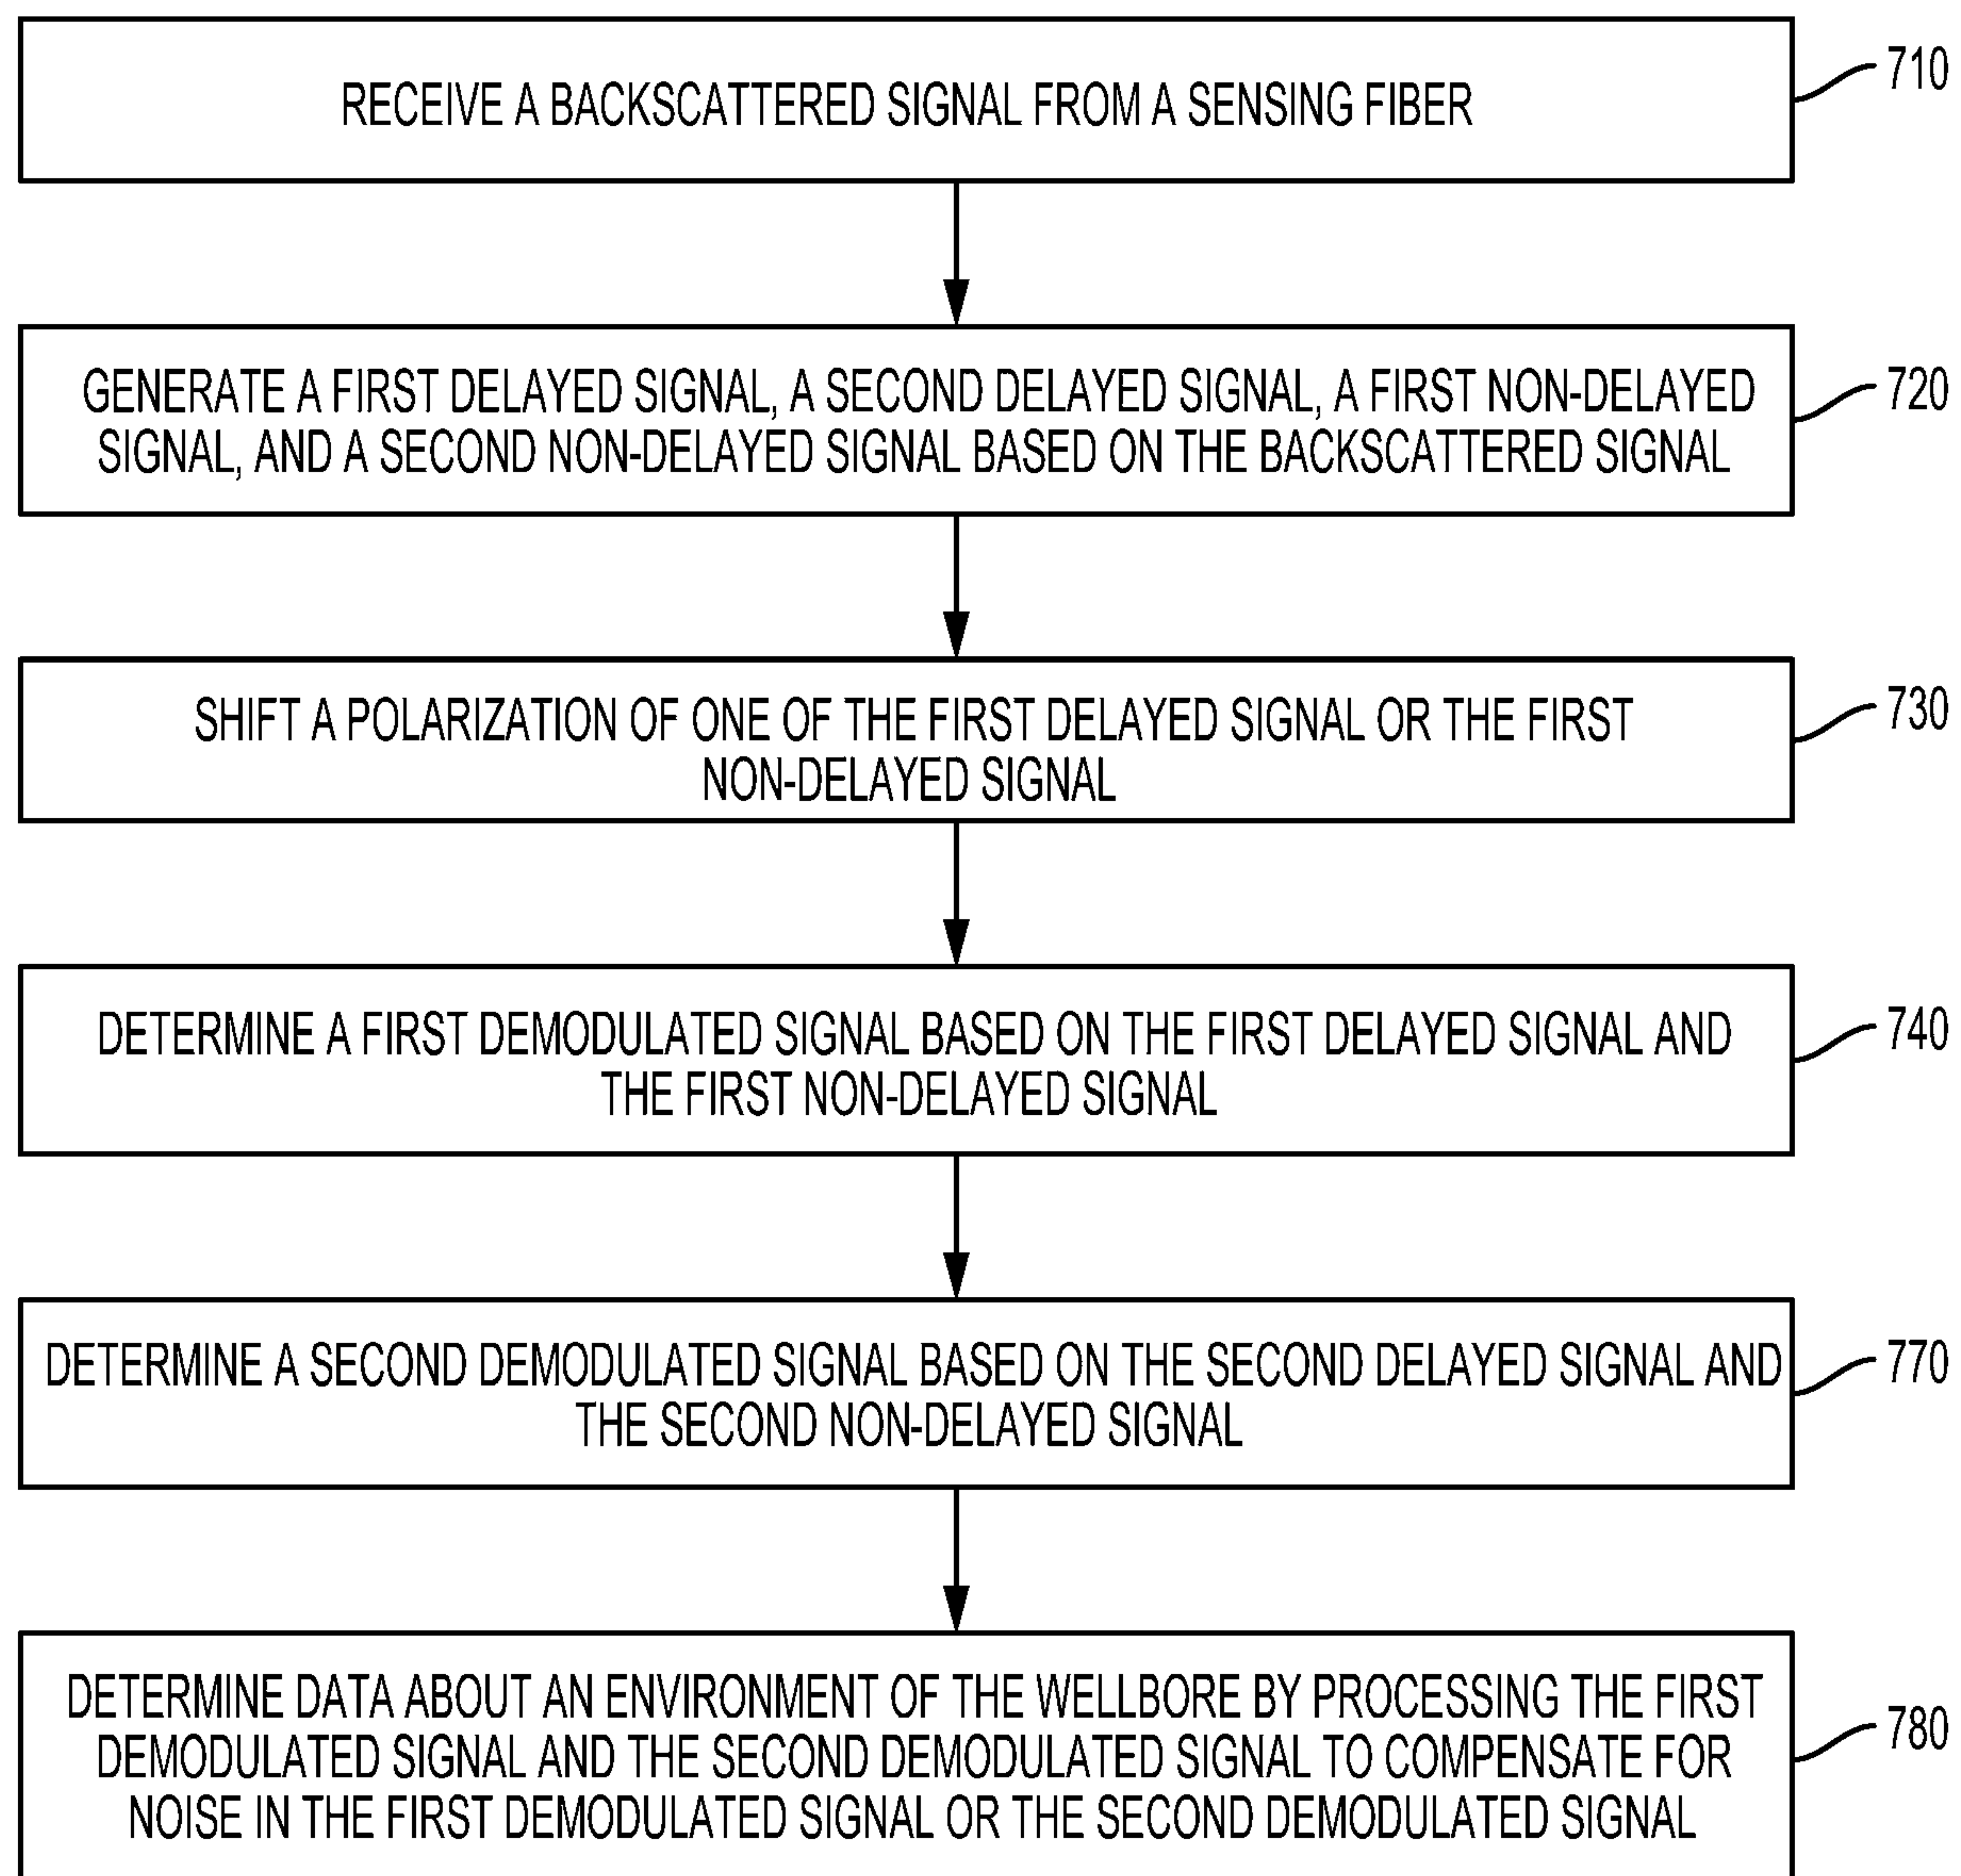 RECEIVE A BACKSCATTERED SIGNAL FROM A SENSING FIBER
710
GENERATE A FIRST DELAYED SIGNAL, A SECOND DELAYED SIGNAL, A FIRST NON-DELAYED
SIGNAL, AND A SECOND NON-DELAYED SIGNAL BASED ON THE BACKSCATTERED SIGNAL
720
SHIFT A POLARIZATION OF ONE OF THE FIRST DELAYED SIGNAL OR THE FIRST
NON-DELAYED SIGNAL
730
DETERMINE A FIRST DEMODULATED SIGNAL BASED ON THE FIRST DELAYED SIGNAL AND
THE FIRST NON-DELAYED SIGNAL
740
DETERMINE A SECOND DEMODULATED SIGNAL BASED ON THE SECOND DELAYED SIGNAL AND
THE SECOND NON-DELAYED SIGNAL
770
DETERMINE DATA ABOUT AN ENVIRONMENT OF THE WELLBORE BY PROCESSING THE FIRST
DEMODULATED SIGNAL AND THE SECOND DEMODULATED SIGNAL TO COMPENSATE FOR
NOISE IN THE FIRST DEMODULATED SIGNAL OR THE SECOND DEMODULATED SIGNAL
780